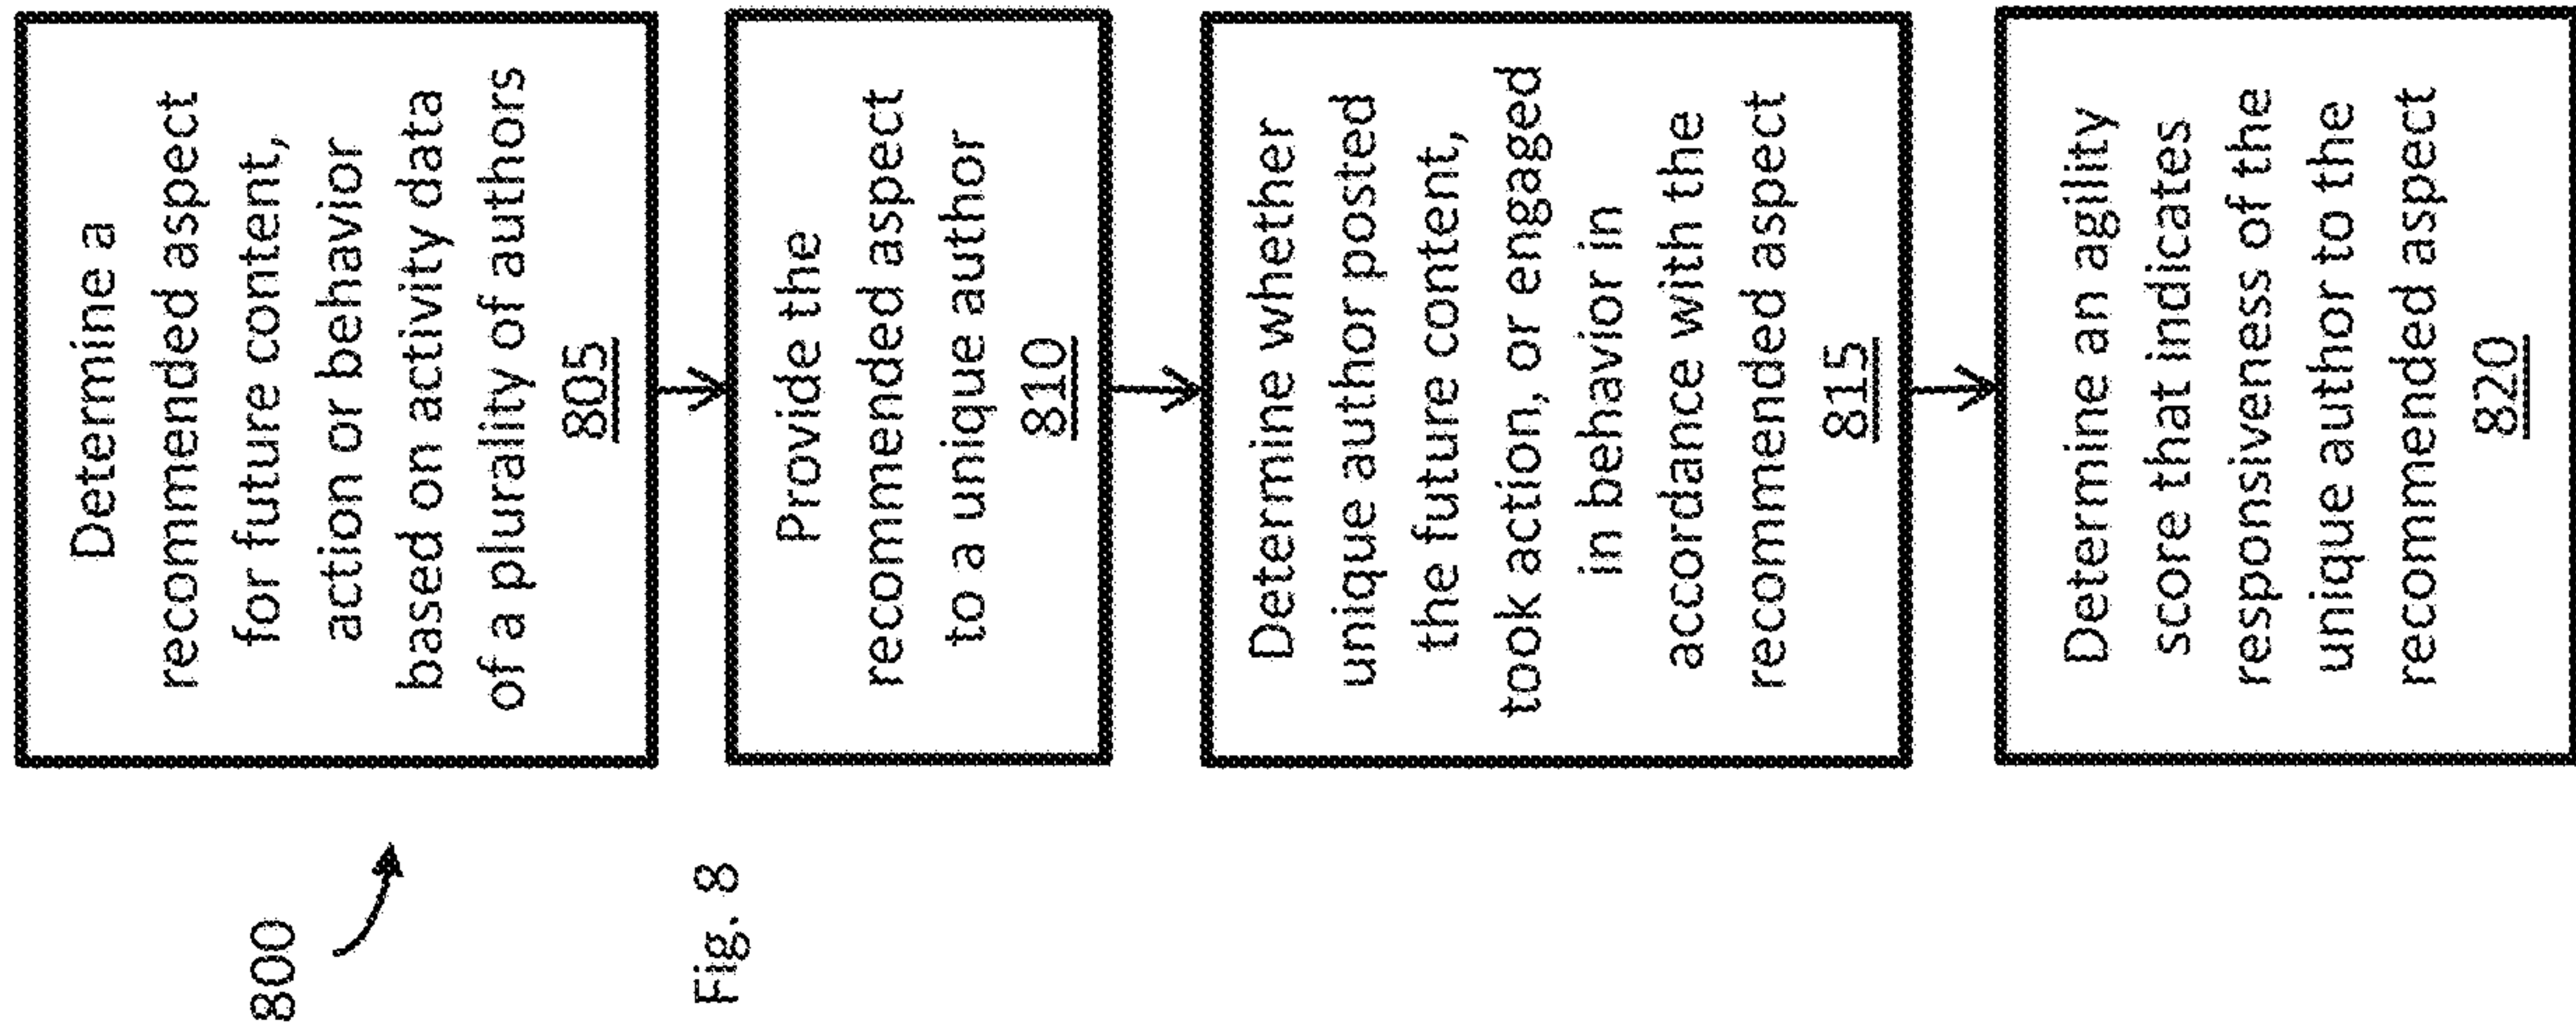 Determine a
recommended aspect
for future content,
action or behavior
based on activity data
of a plurality of authors
805
Provide the
recommended aspect
to a unique author
810
Determine whether
unique author posted
the future content,
took action, or engaged
in behavior in
accordance with the
recommended aspect
815
Determine an agility
score that indicates
responsiveness of the
unique author to the
recommended aspect
820
800
Fig. 8